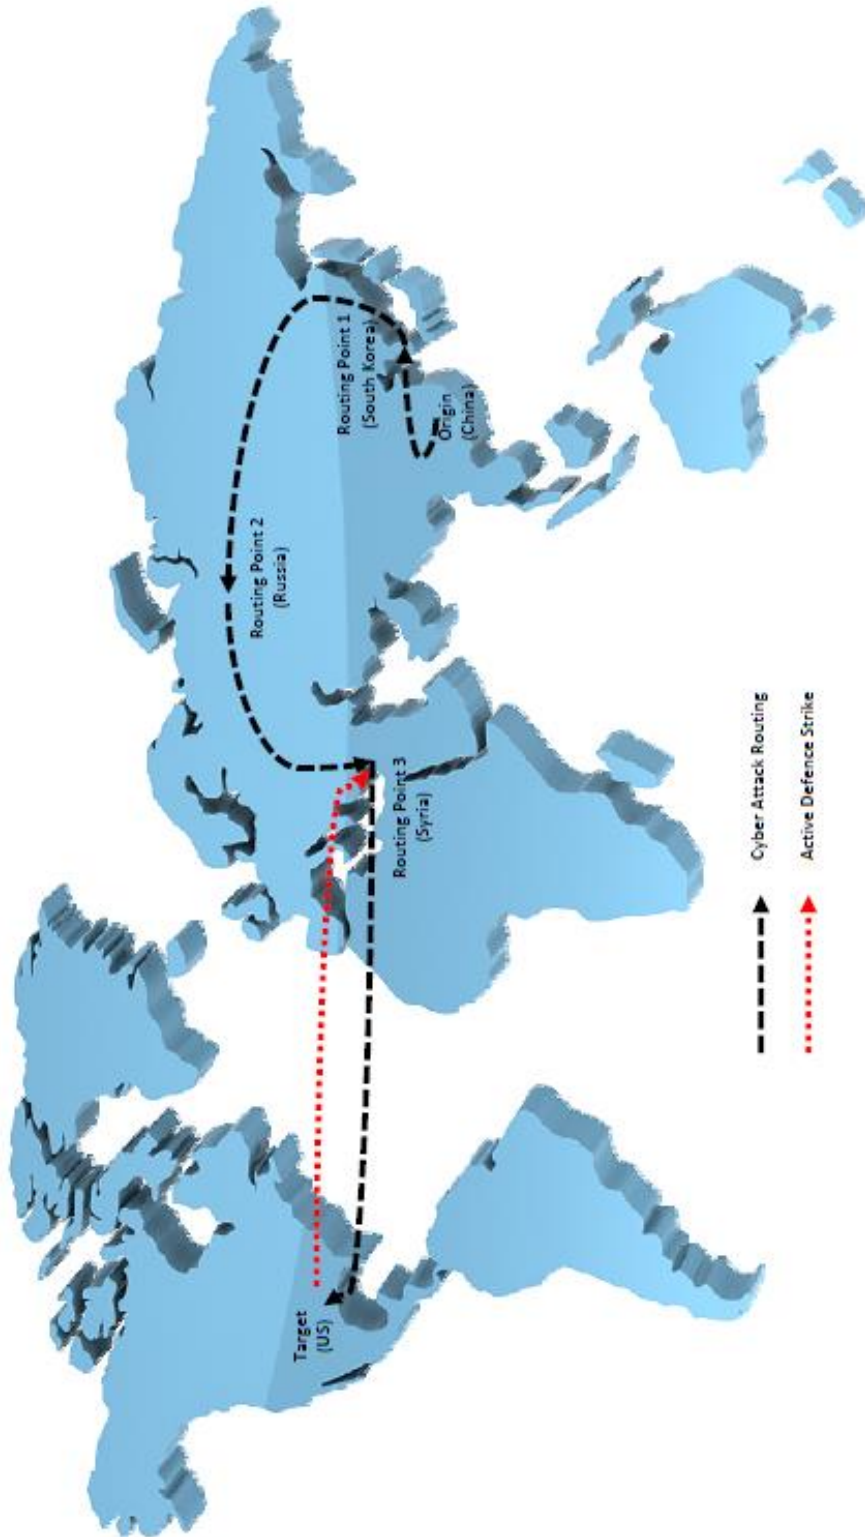 Target
(US)
Routing Point 3
(Syria)
Routing Point 2
(Russia)
Routing Point 1
(South Korea)
Origin
(China)
Cyber Attack Routing
Active Defence Strike